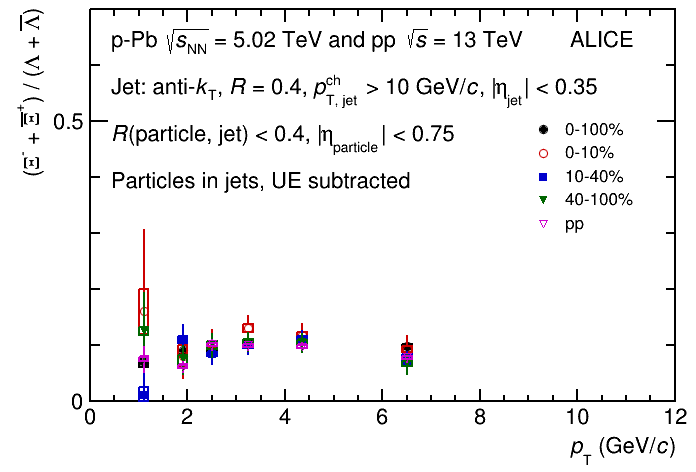 p-Pb √s_NN = 5.02 TeV and pp √s = 13 TeV ALICE
Jet: anti-k_T, R = 0.4, p_T, jet^ch > 10 GeV/c, |η_jet| < 0.35
R(particle, jet) < 0.4, |η_particle| < 0.75
Particles in jets, UE subtracted
0-100%
0-10%
10-40%
40-100%
pp
(Ξ⁻ + Ξ̅⁺) / (Λ + Λ̅)
0.5
0
0 2 4 6 8 10 12
p_T (GeV/c)